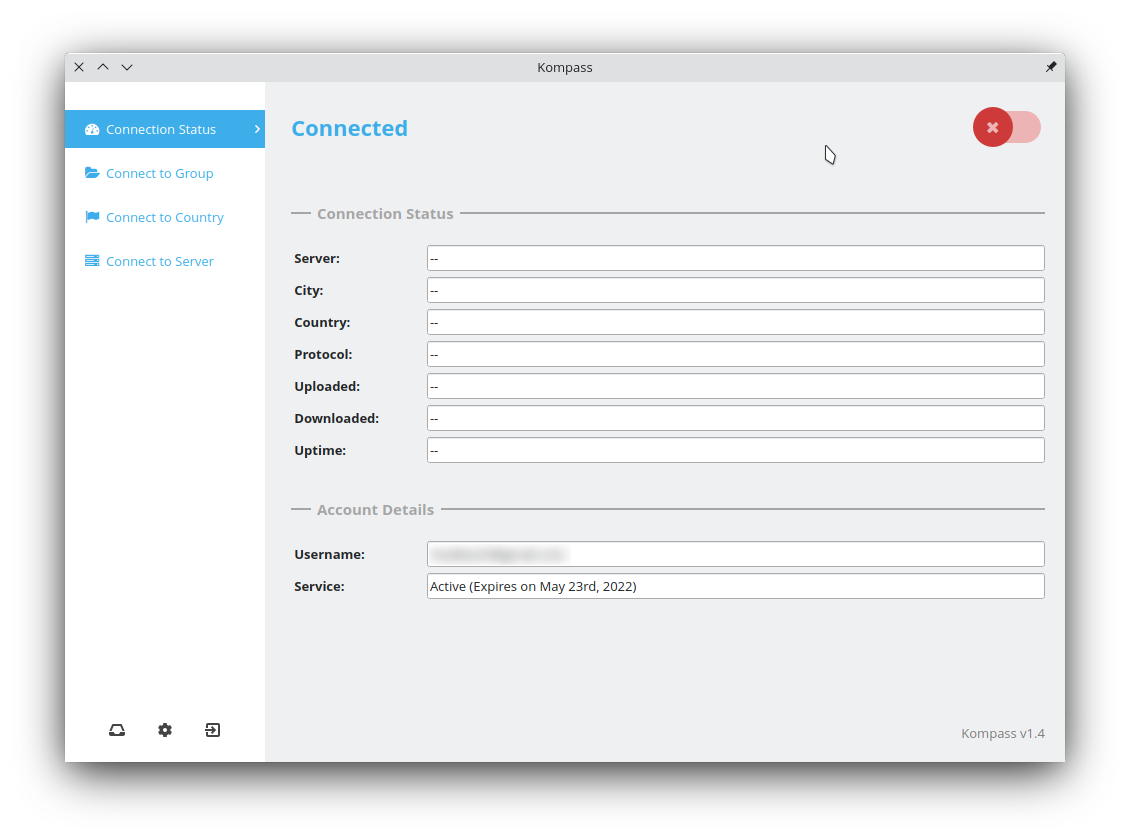 Kompass
Connection Status
Connect to Group
Connect to Country
Connect to Server
Connected
Connection Status
Server: --
City: --
Country: --
Protocol: --
Uploaded: --
Downloaded: --
Uptime: --
Account Details
Username:
Service: Active (Expires on May 23rd, 2022)
Kompass v1.4